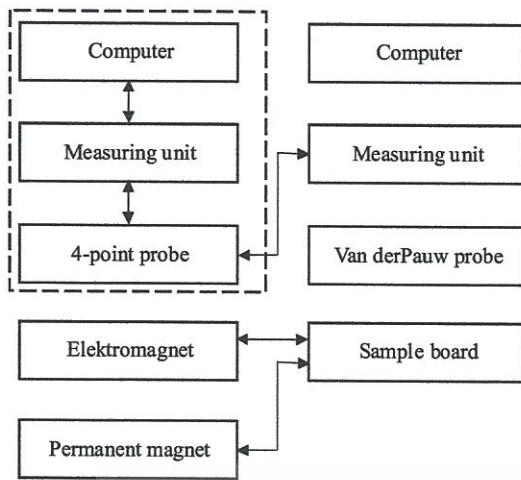 Computer
Computer
Measuring unit
Measuring unit
4-point probe
Van derPauw probe
Elektromagnet
Sample board
Permanent magnet